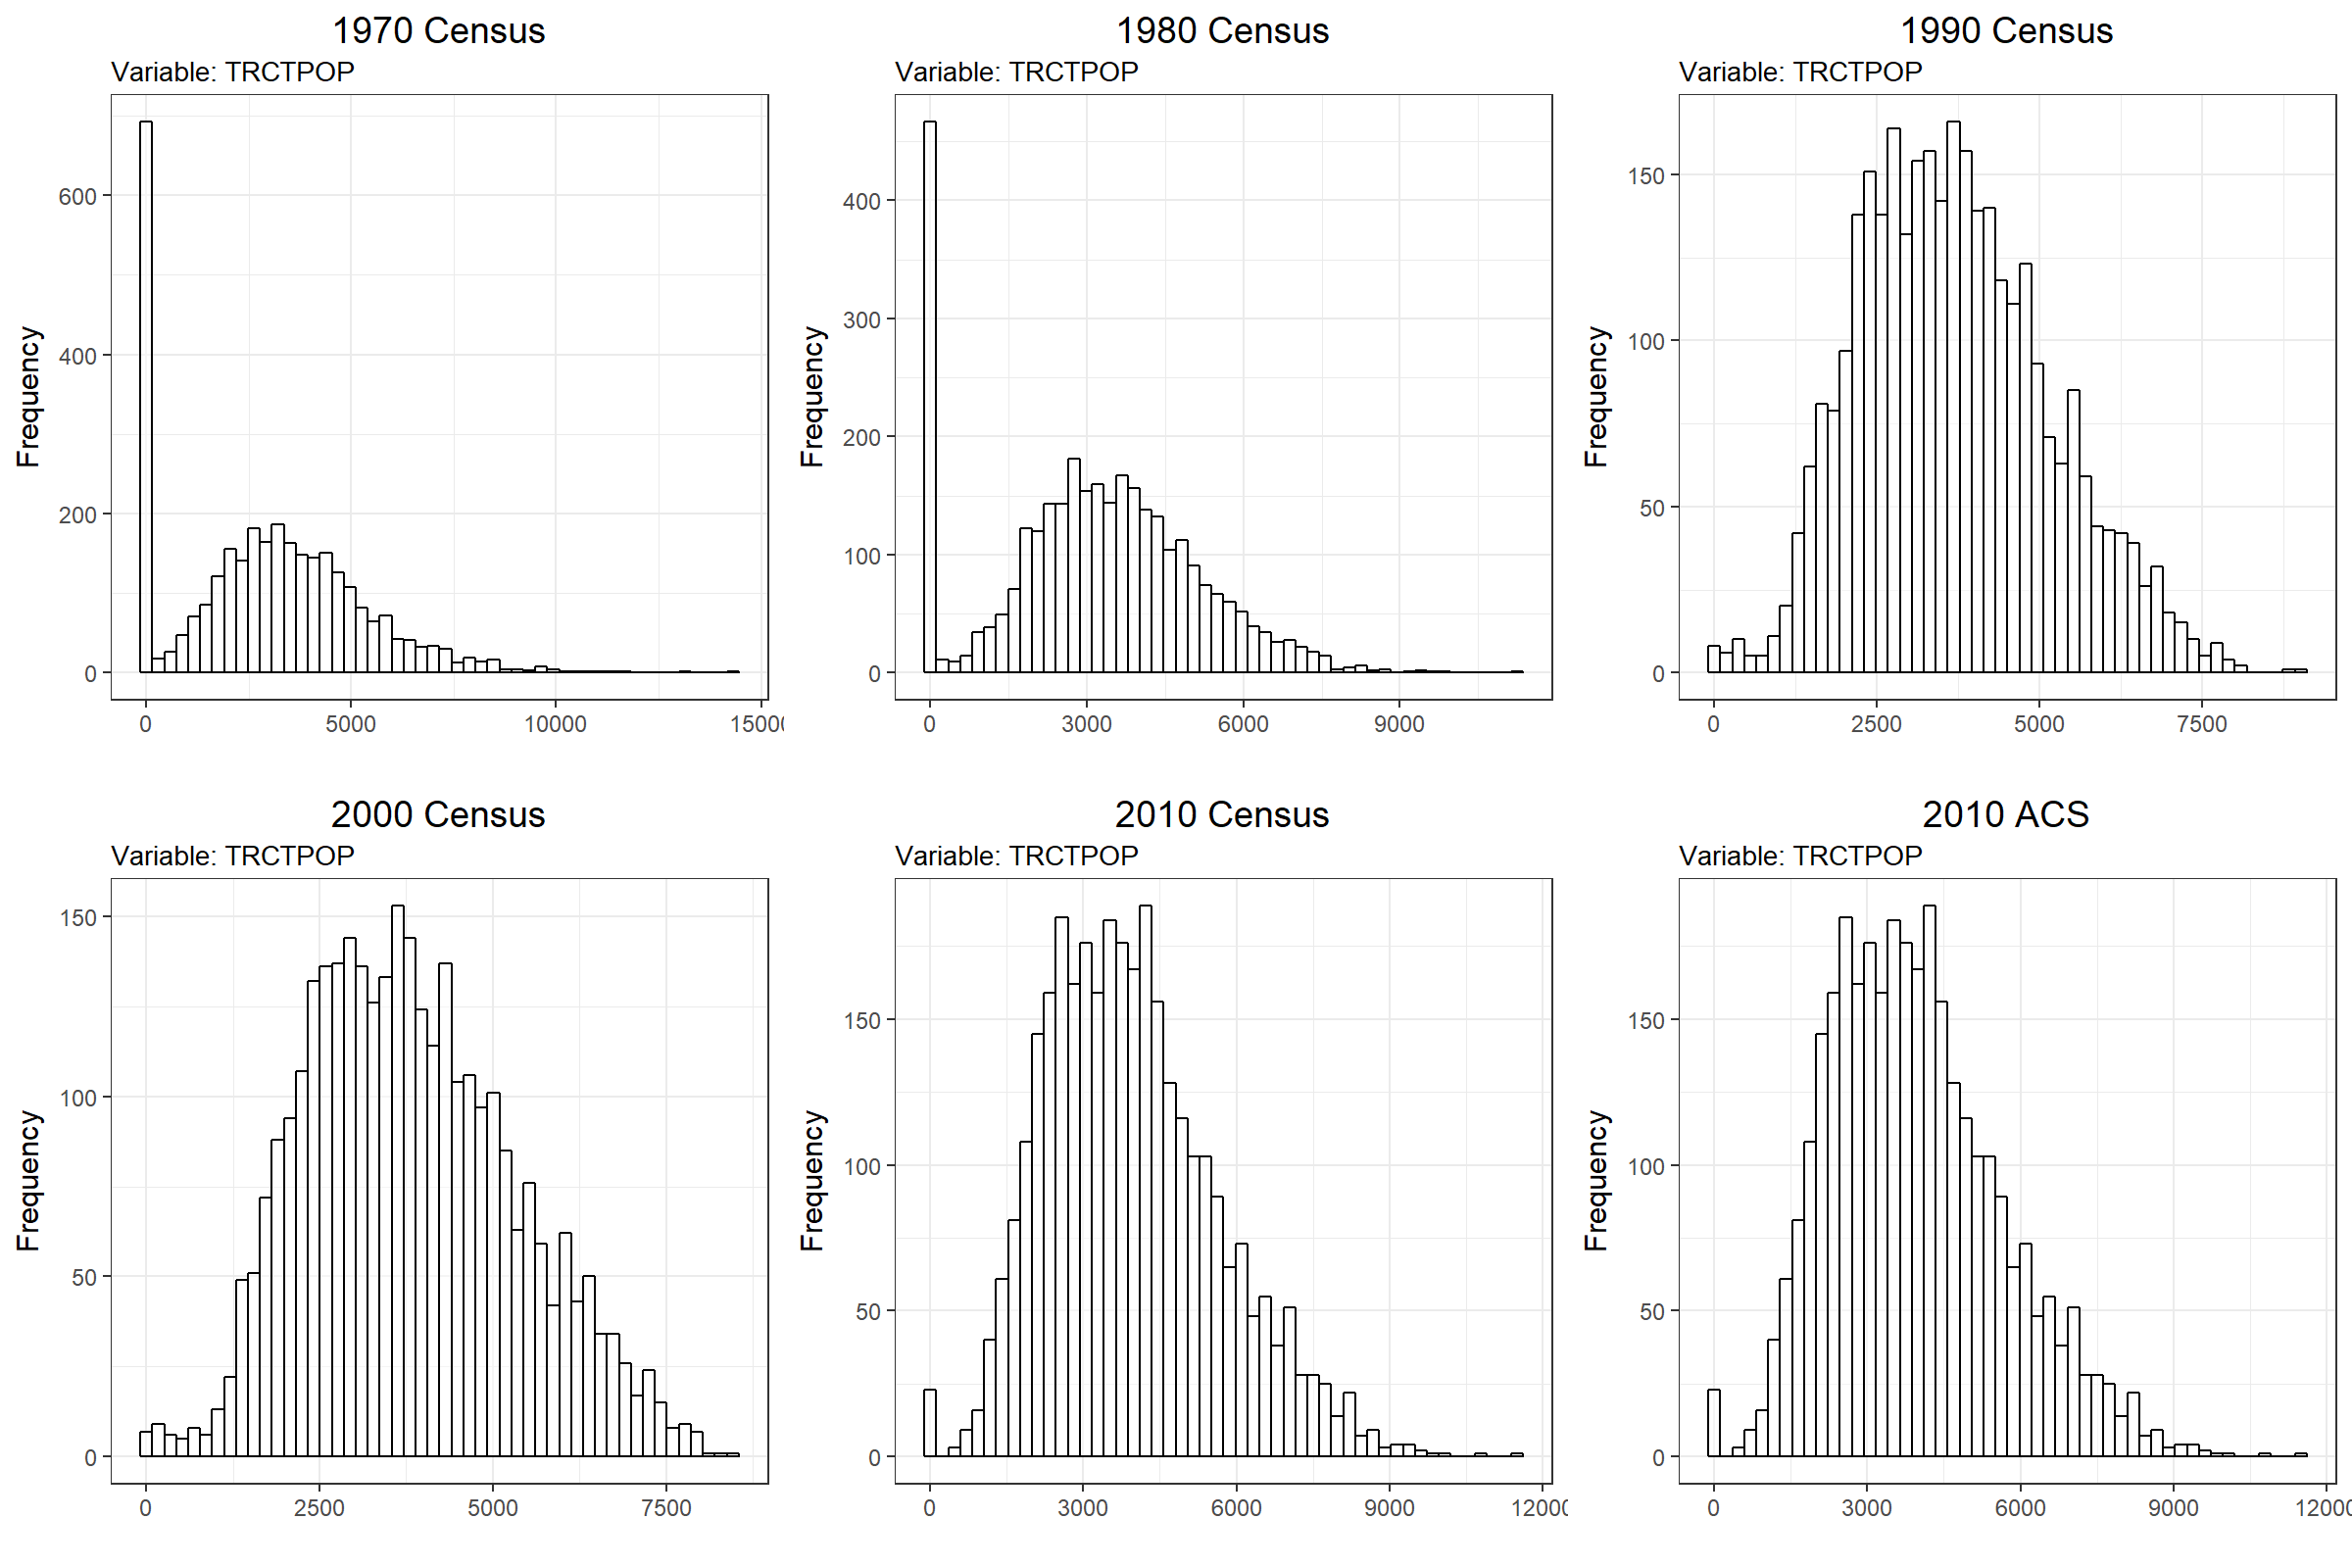 1970 Census
Variable: TRCTPOP
Frequency
600
400
200
0
0 5000 10000 1500
1980 Census
Variable: TRCTPOP
Frequency
400
300
200
100
0
0 3000 6000 9000
1990 Census
Variable: TRCTPOP
Frequency
150
100
50
0
0 2500 5000 7500
2000 Census
Variable: TRCTPOP
Frequency
150
100
50
0
0 2500 5000 7500
2010 Census
Variable: TRCTPOP
Frequency
150
100
50
0
0 3000 6000 9000 12000
2010 ACS
Variable: TRCTPOP
Frequency
150
100
50
0
0 3000 6000 9000 12000